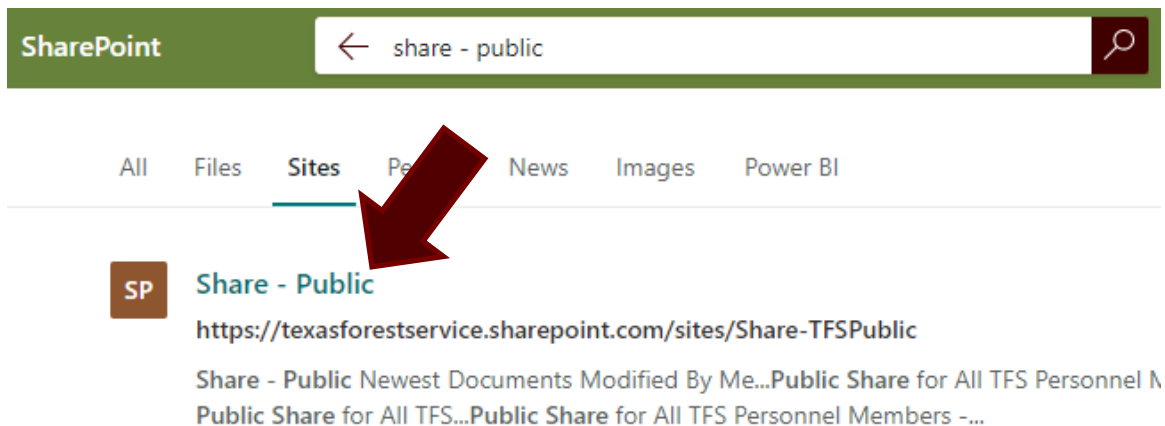 SharePoint
share - public
All Files Sites News Images Power BI
SP
Share - Public
https://texasforestservice.sharepoint.com/sites/Share-TFSPublic
Share - Public Newest Documents Modified By Me...Public Share for All TFS Personnel
Public Share for All TFS...Public Share for All TFS Personnel Members -...